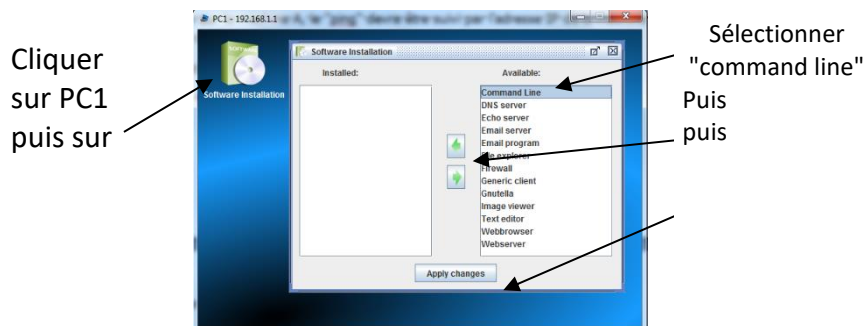 PC1 - 192.168.1.1
Cliquer
sur PC1
puis sur
Software Installation
Software Installation
Installed:
Available:
Command Line
DNS server
Echo server
Email server
Email program
File explorer
Firewall
Generic client
Gnutella
Image viewer
Text editor
Webbrowser
Webserver
Apply changes
Sélectionner
"command line"
Puis
puis